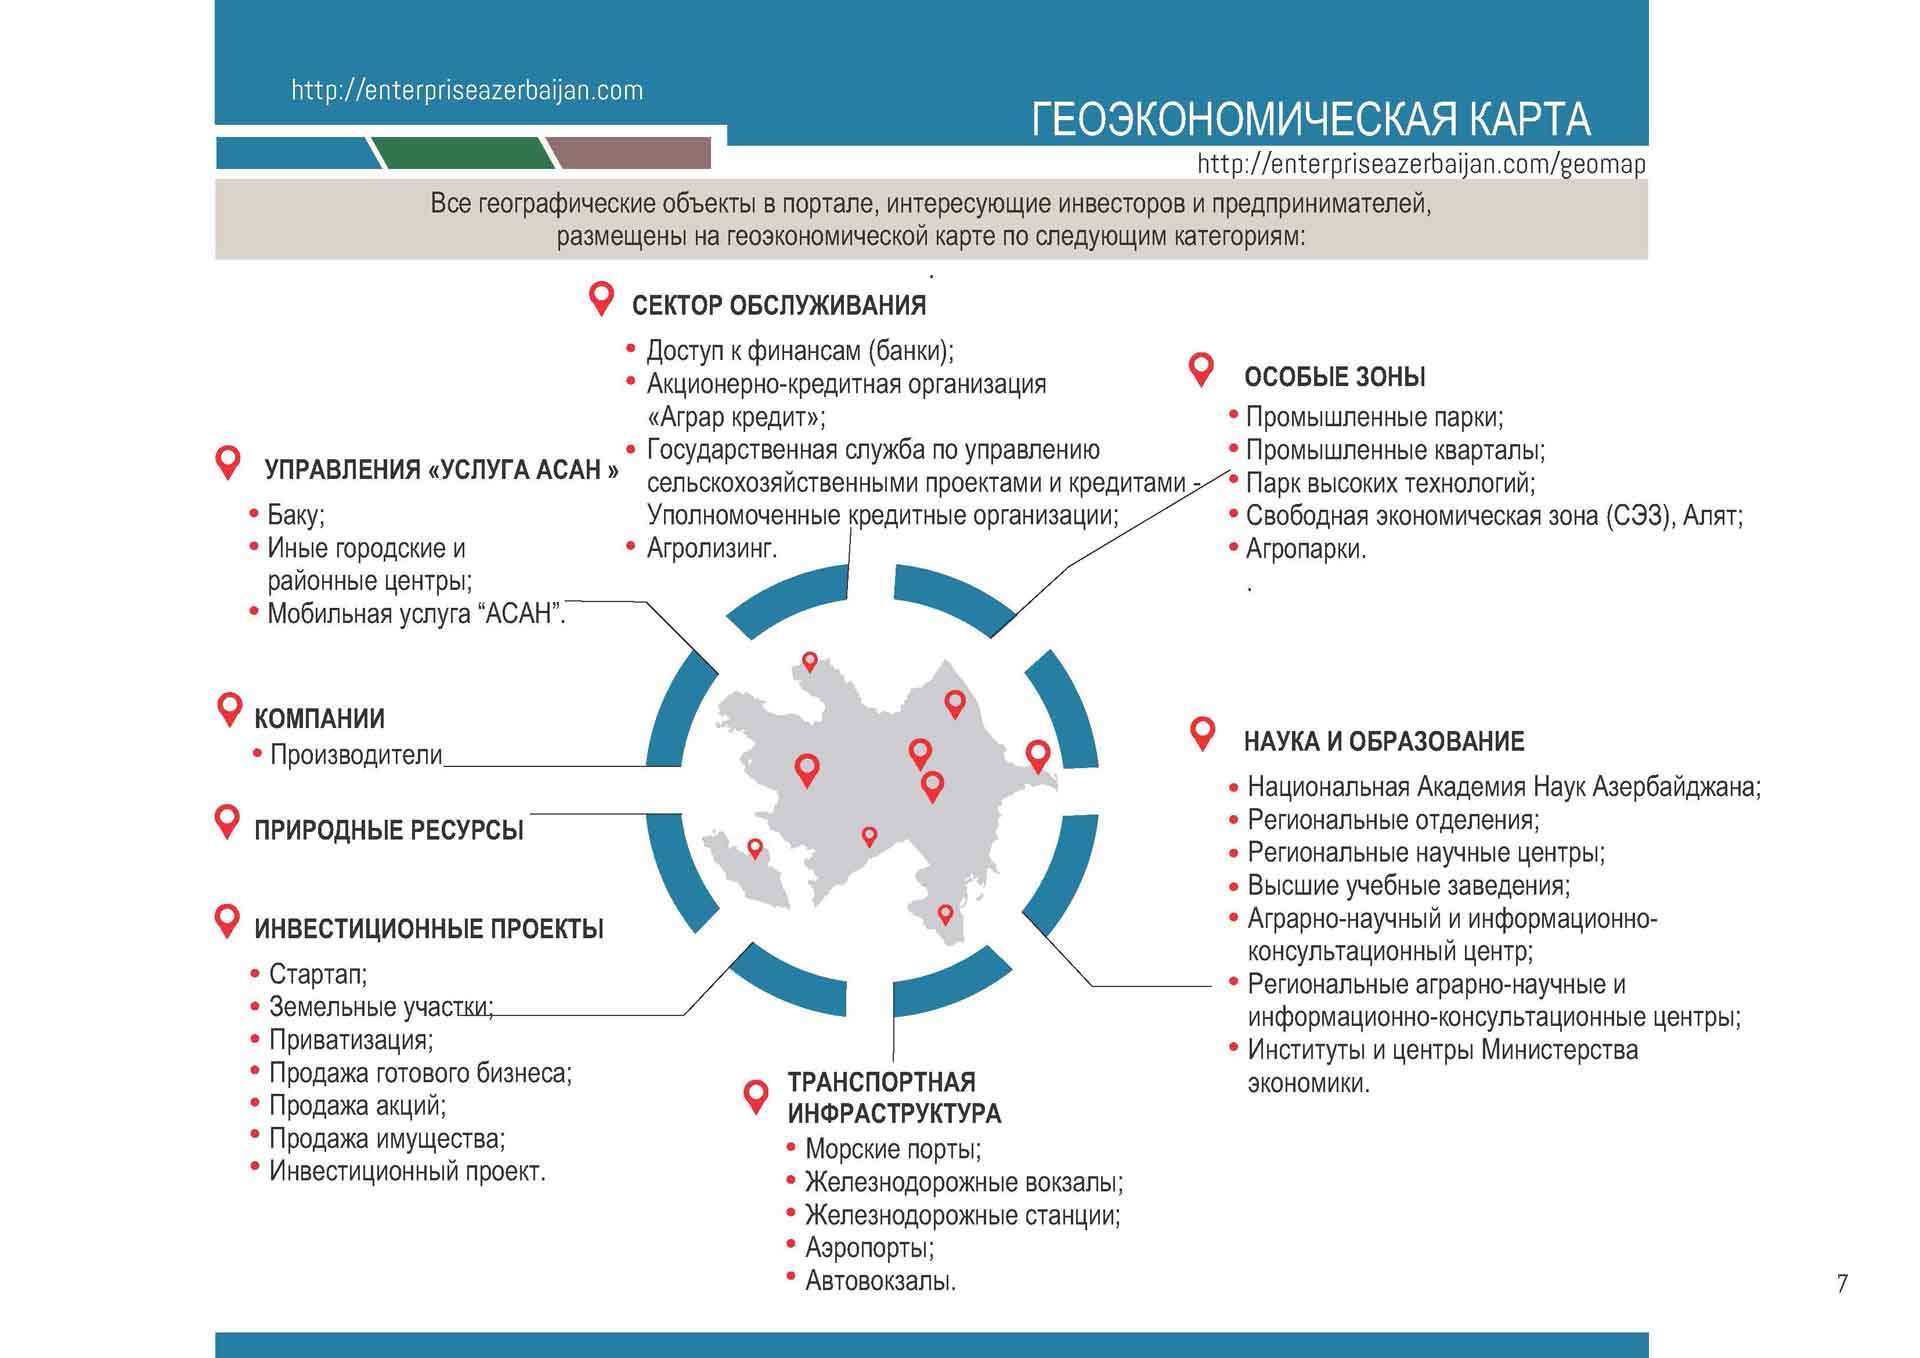 http://enterpriseazerbaijan.com
ГЕОЭКОНОМИЧЕСКАЯ КАРТА
http://enterpriseazerbaijan.com/geomap
Все географические объекты в портале, интересующие инвесторов и предпринимателей,
размещены на геоэкономической карте по следующим категориям:
.
СЕКТОР ОБСЛУЖИВАНИЯ
• Доступ к финансам (банки);
• Акционерно-кредитная организация
«Аграр кредит»;
• Государственная служба по управлению
сельскохозяйственными проектами и кредитами -
Уполномоченные кредитные организации;
• Агролизинг.
ОСОБЫЕ ЗОНЫ
• Промышленные парки;
• Промышленные кварталы;
• Парк высоких технологий;
• Свободная экономическая зона (СЭЗ), Алят;
• Агропарки.
.
УПРАВЛЕНИЯ «УСЛУГА АСАН »
• Баку;
• Иные городские и
районные центры;
• Мобильная услуга “АСАН”.
КОМПАНИИ
• Производители
ПРИРОДНЫЕ РЕСУРСЫ
ИНВЕСТИЦИОННЫЕ ПРОЕКТЫ
• Стартап;
• Земельные участки;
• Приватизация;
• Продажа готового бизнеса;
• Продажа акций;
• Продажа имущества;
• Инвестиционный проект.
НАУКА И ОБРАЗОВАНИЕ
• Национальная Академия Наук Азербайджана;
• Региональные отделения;
• Региональные научные центры;
• Высшие учебные заведения;
• Аграрно-научный и информационно-
консультационный центр;
• Региональные аграрно-научные и
информационно-консультационные центры;
• Институты и центры Министерства
экономики.
ТРАНСПОРТНАЯ
ИНФРАСТРУКТУРА
• Морские порты;
• Железнодорожные вокзалы;
• Железнодорожные станции;
• Аэропорты;
• Автовокзалы.
7